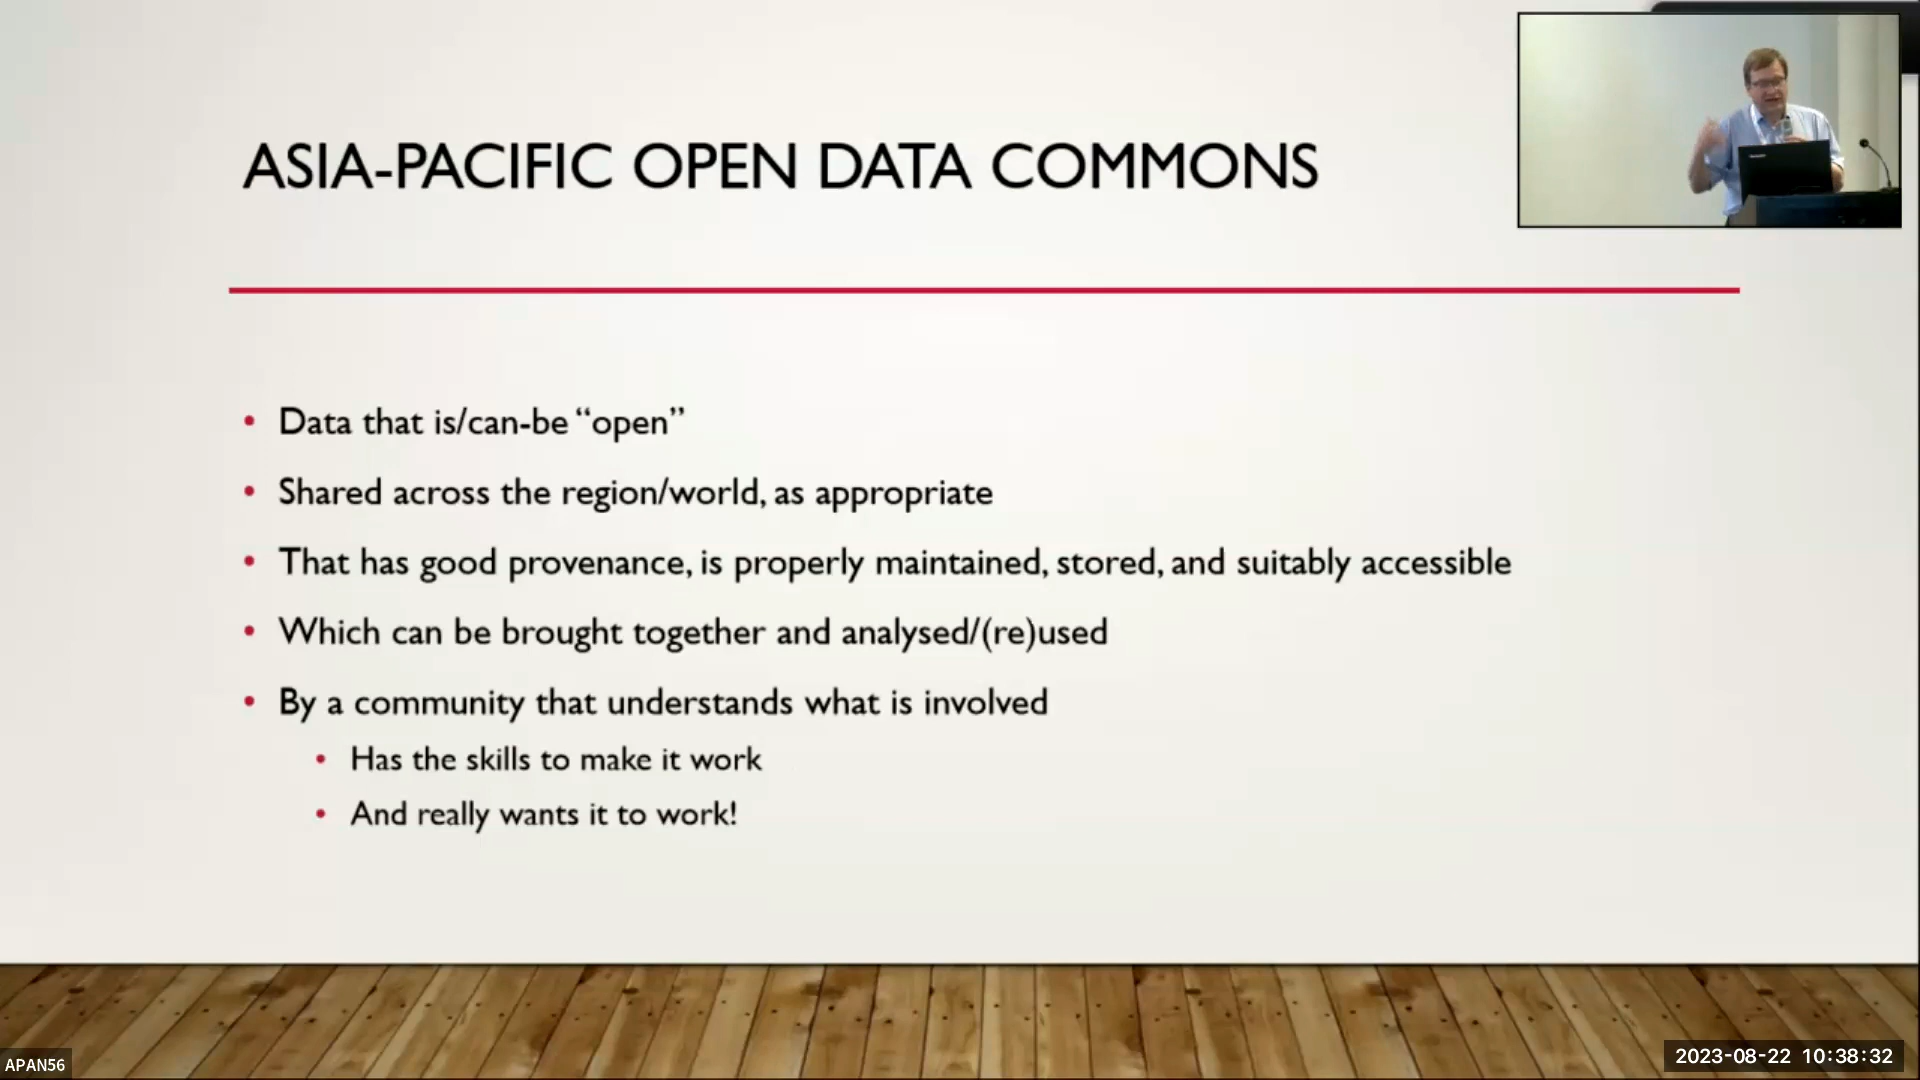 ASIA-PACIFIC OPEN DATA COMMONS
• Data that is/can-be “open”
• Shared across the region/world, as appropriate
• That has good provenance, is properly maintained, stored, and suitably accessible
• Which can be brought together and analysed/(re)used
• By a community that understands what is involved
• Has the skills to make it work
• And really wants it to work!
APAN56
2023-08-22 10:38:32